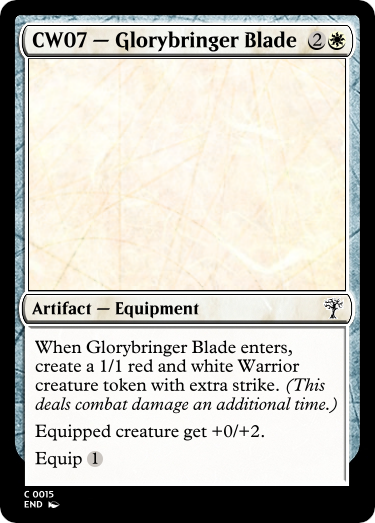 CW07 — Glorybringer Blade 2
Artifact — Equipment
When Glorybringer Blade enters,
create a 1/1 red and white Warrior
creature token with extra strike. (This
deals combat damage an additional time.)
Equipped creature get +0/+2.
Equip 1
C 0015
END